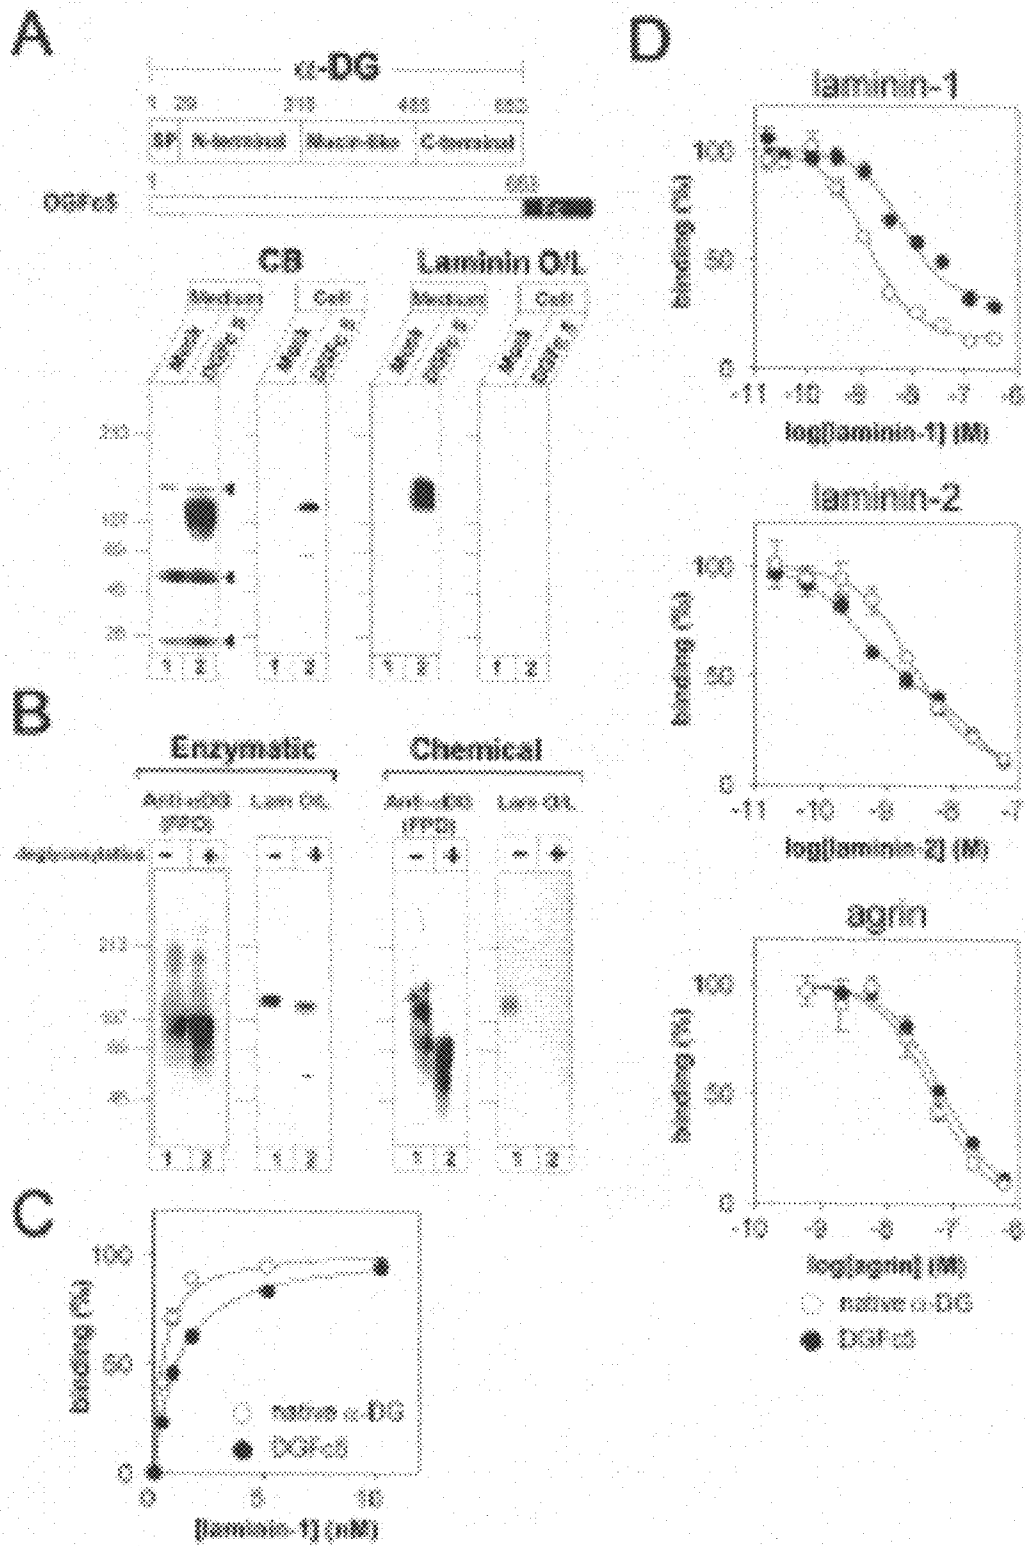 A
α-DG
1 29 485
SP N-terminal Mucin-like C-terminal
1
DGFc5
CB Laminin O/L
Medium Cell Medium Cell
1 2 1 2 1 2 1 2
B
Enzymatic Chemical
Anti-αDG Lam O/L Anti-αDG Lam O/L
- + - + - + - +
213
1 2 1 2 1 2 1 2
C
100
50
0
binding (%)
native α-DG
DGFc5
0 5 10
[laminin-1] (nM)
D
laminin-1
100
50
0
binding (%)
-11 -10 -9 -8 -7 -6
log[laminin-1] (M)
laminin-2
100
50
0
binding (%)
-11 -10 -9 -8 -7
log[laminin-2] (M)
agrin
100
50
0
binding (%)
-10 -9 -8 -7 -6
log[agrin] (M)
native α-DG
DGFc5